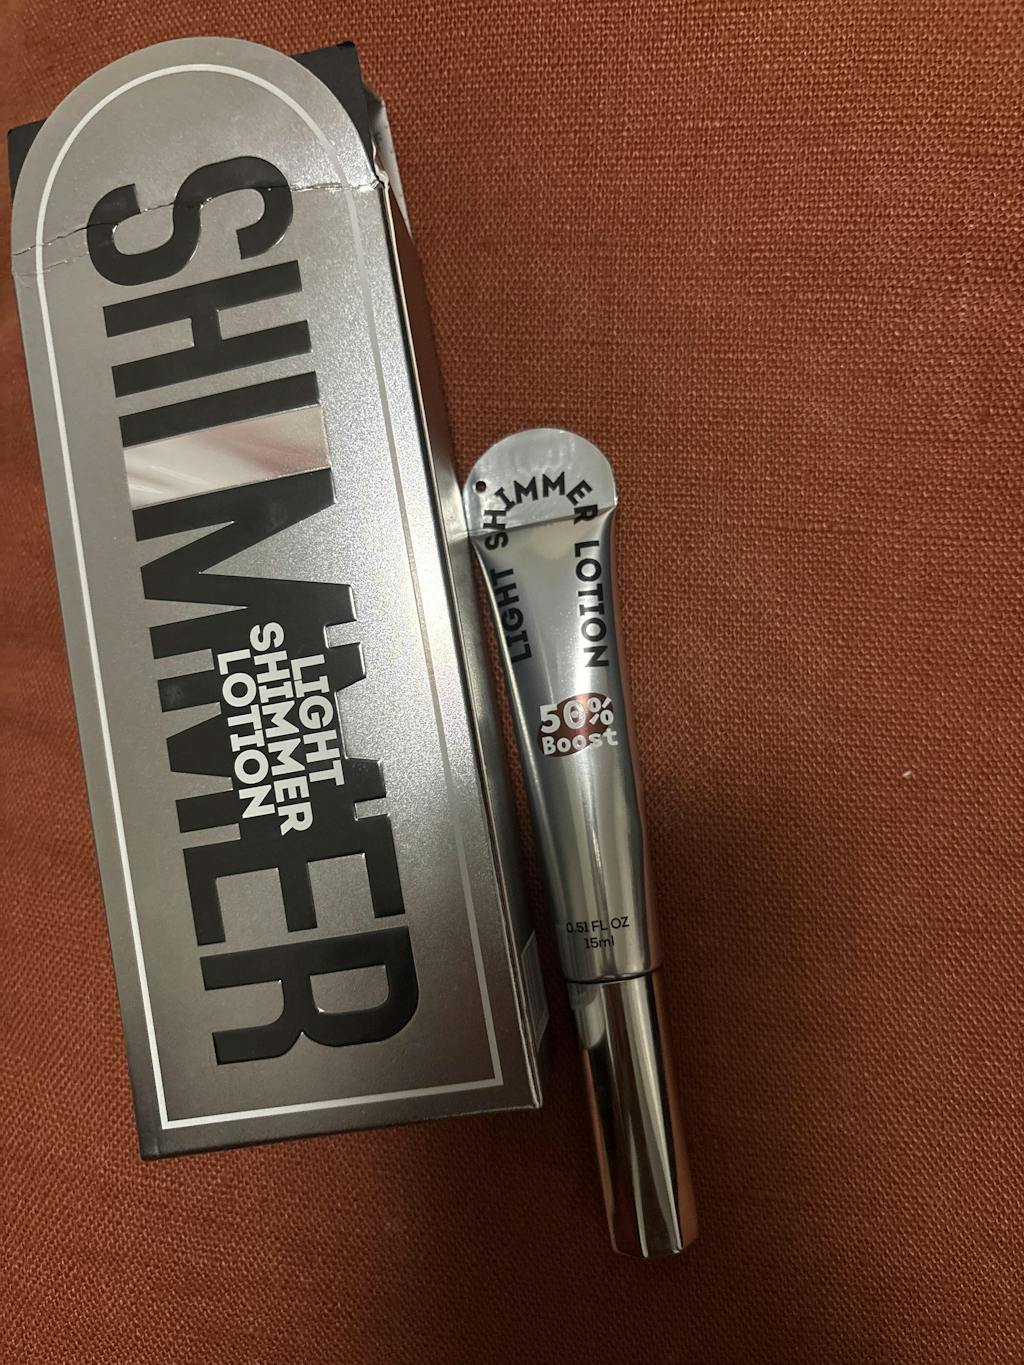 SHIMMER
LIGHT
SHIMMER
LOTION
LIGHT SHIMMER LOTION
50%
Boost
0.51 FL OZ
15ml